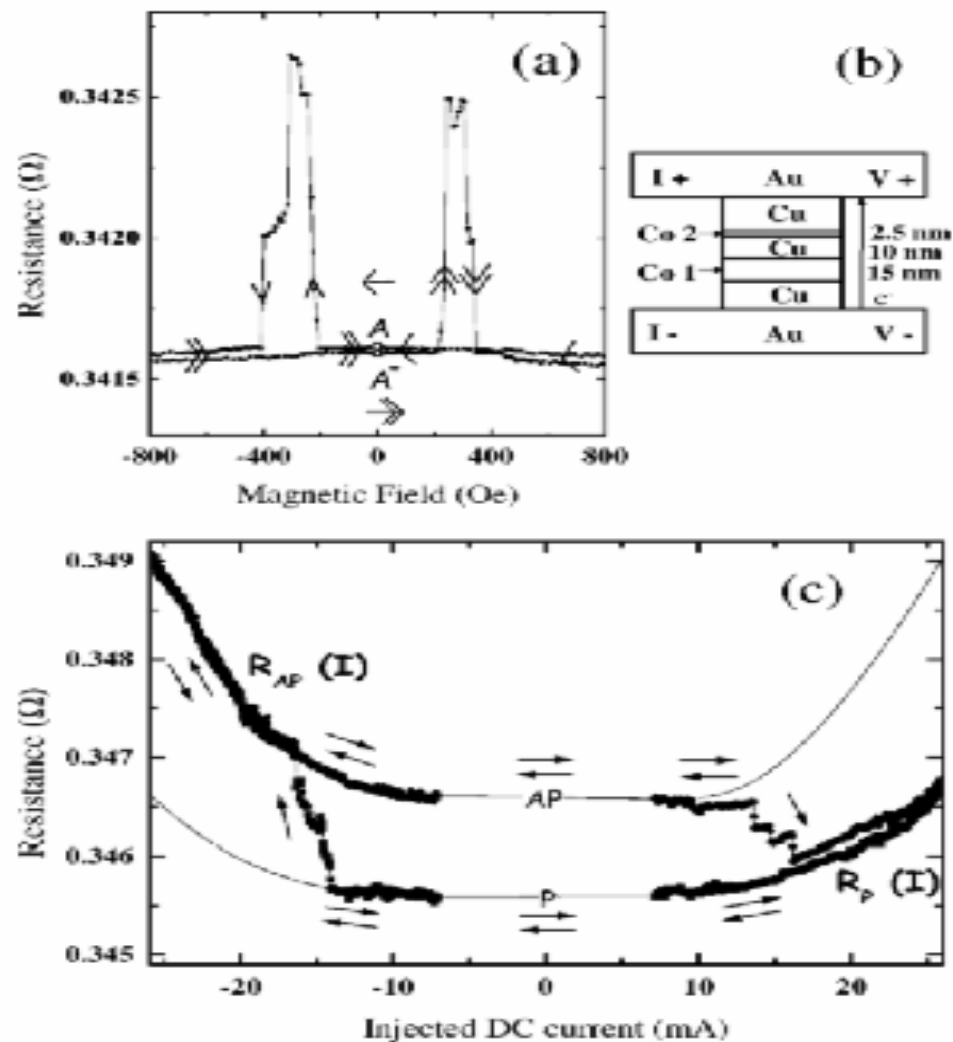 (a)
0.3425
0.3420
0.3415
Resistance (Ω)
A
A⁻
-800
-400
0
400
800
Magnetic Field (Oe)
(b)
I +
Au
V +
Cu
Co 2
2.5 nm
Cu
10 nm
Co 1
15 nm
Cu
I -
Au
V -
(c)
0.349
0.348
0.347
0.346
0.345
Resistance (Ω)
R_AP (I)
AP
P
R_P (I)
-20
-10
0
10
20
Injected DC current (mA)